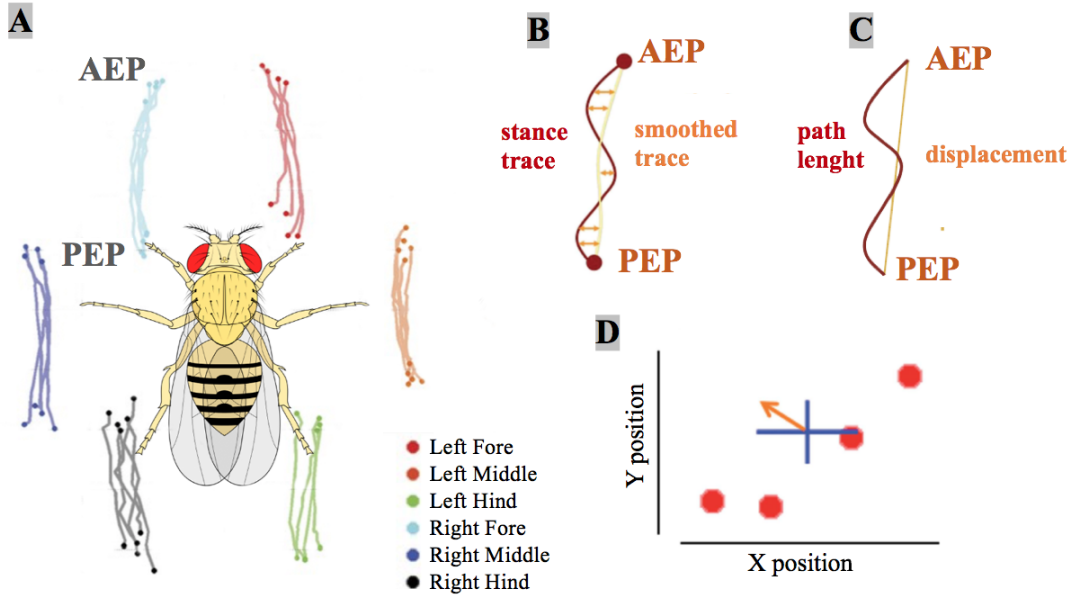 A
AEP
PEP
Left Fore
Left Middle
Left Hind
Right Fore
Right Middle
Right Hind
B
AEP
stance
trace
smoothed
trace
PEP
C
AEP
path
lenght
displacement
PEP
D
Y position
X position